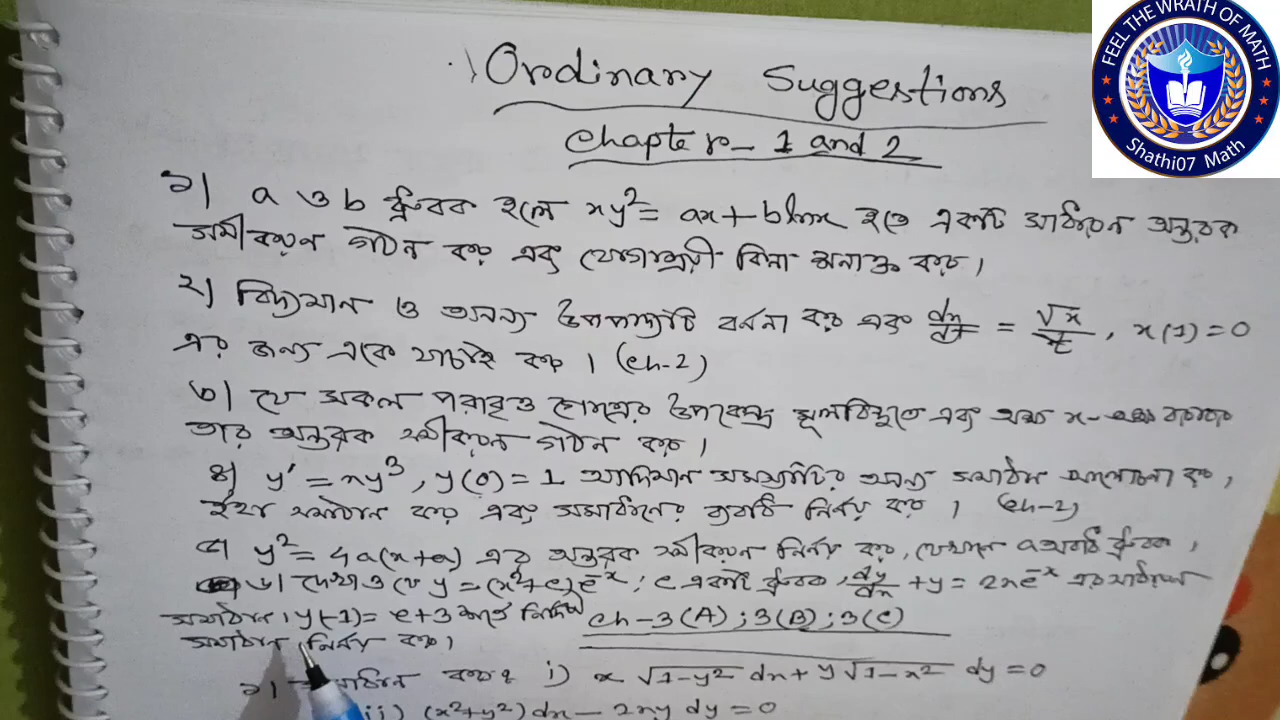 FEEL THE WRATH OF MATH
Shathi07 Math
Ordinary Suggestions
Chapter- 1 and 2
১। a ও b ধ্রুবক হলে xy² = ax + b lnx হতে একটি সাধারণ অন্তরক
সমীকরণ গঠন কর এবং যোগাশ্রয়ী কিনা সনাক্ত কর।
২। বিদ্যমান ও অনন্য উপপাদ্যটি বর্ননা কর এবং dx/dt = √x/t, x(1)=0
এর জন্য একে যাচাই কর। (ch-2)
৩। যে সকল পরাবৃত্ত গোত্রের উপকেন্দ্র মূলবিন্দুতে এবং অক্ষ x-অক্ষ বরাবর
তার অন্তরক সমীকরণ গঠন কর।
৪। y' = xy³, y(0) = 1 আদিমান সমস্যাটির অনন্য সমাধান আলোচনা কর,
ইহা সমাধান কর এবং সমাধানের ব্যবধি নির্ণয় কর। (ch-2)
৫। y² = 4a(x+a) এর অন্তরক সমীকরণ নির্ণয় কর, যেখানে a অবাধ ধ্রুবক,
৬। দেখাও যে y = (x²+c)e⁻ˣ, c একটি ধ্রুবক, dy/dx + y = 2xe⁻ˣ এর সাধারণ
সমাধান। y(-1) = e+3 শর্তে নির্দিষ্ট ch-3(A); 3(B); 3(C)
সমাধান নির্ণয় কর।
১। সমাধান করঃ i) x √1-y² dx + y √1-x² dy = 0
ii) (x²+y²)dx - 2xy dy = 0